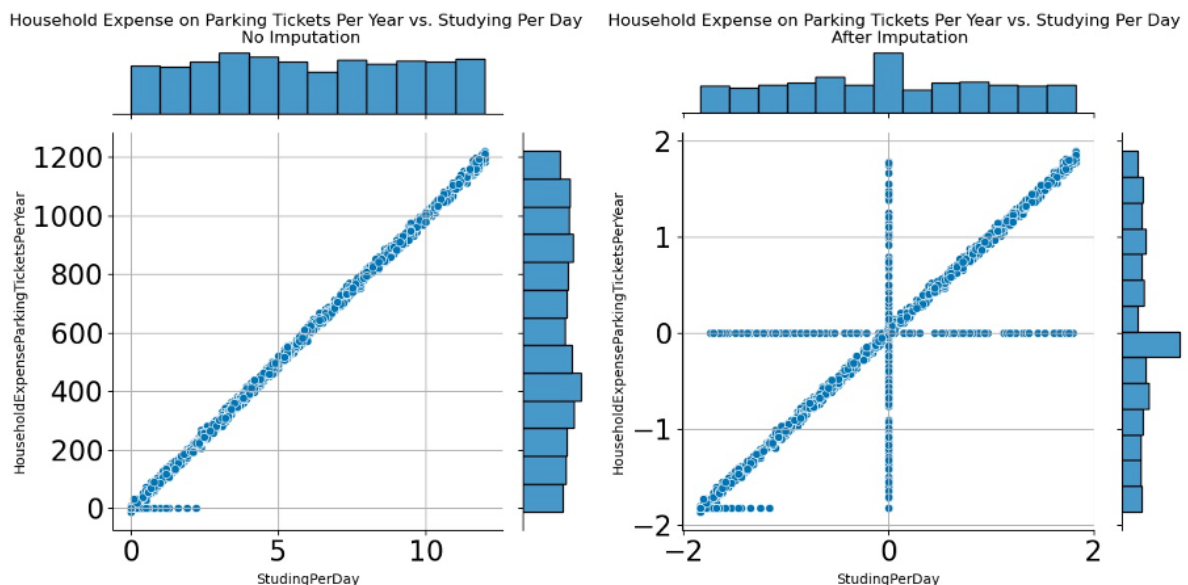 Household Expense on Parking Tickets Per Year vs. Studying Per Day
No Imputation
1200
1000
800
600
400
200
0
HouseholdExpenseParkingTicketsPerYear
0 5 10
StudingPerDay
Household Expense on Parking Tickets Per Year vs. Studying Per Day
After Imputation
2
1
0
−1
−2
HouseholdExpenseParkingTicketsPerYear
−2 0 2
StudingPerDay